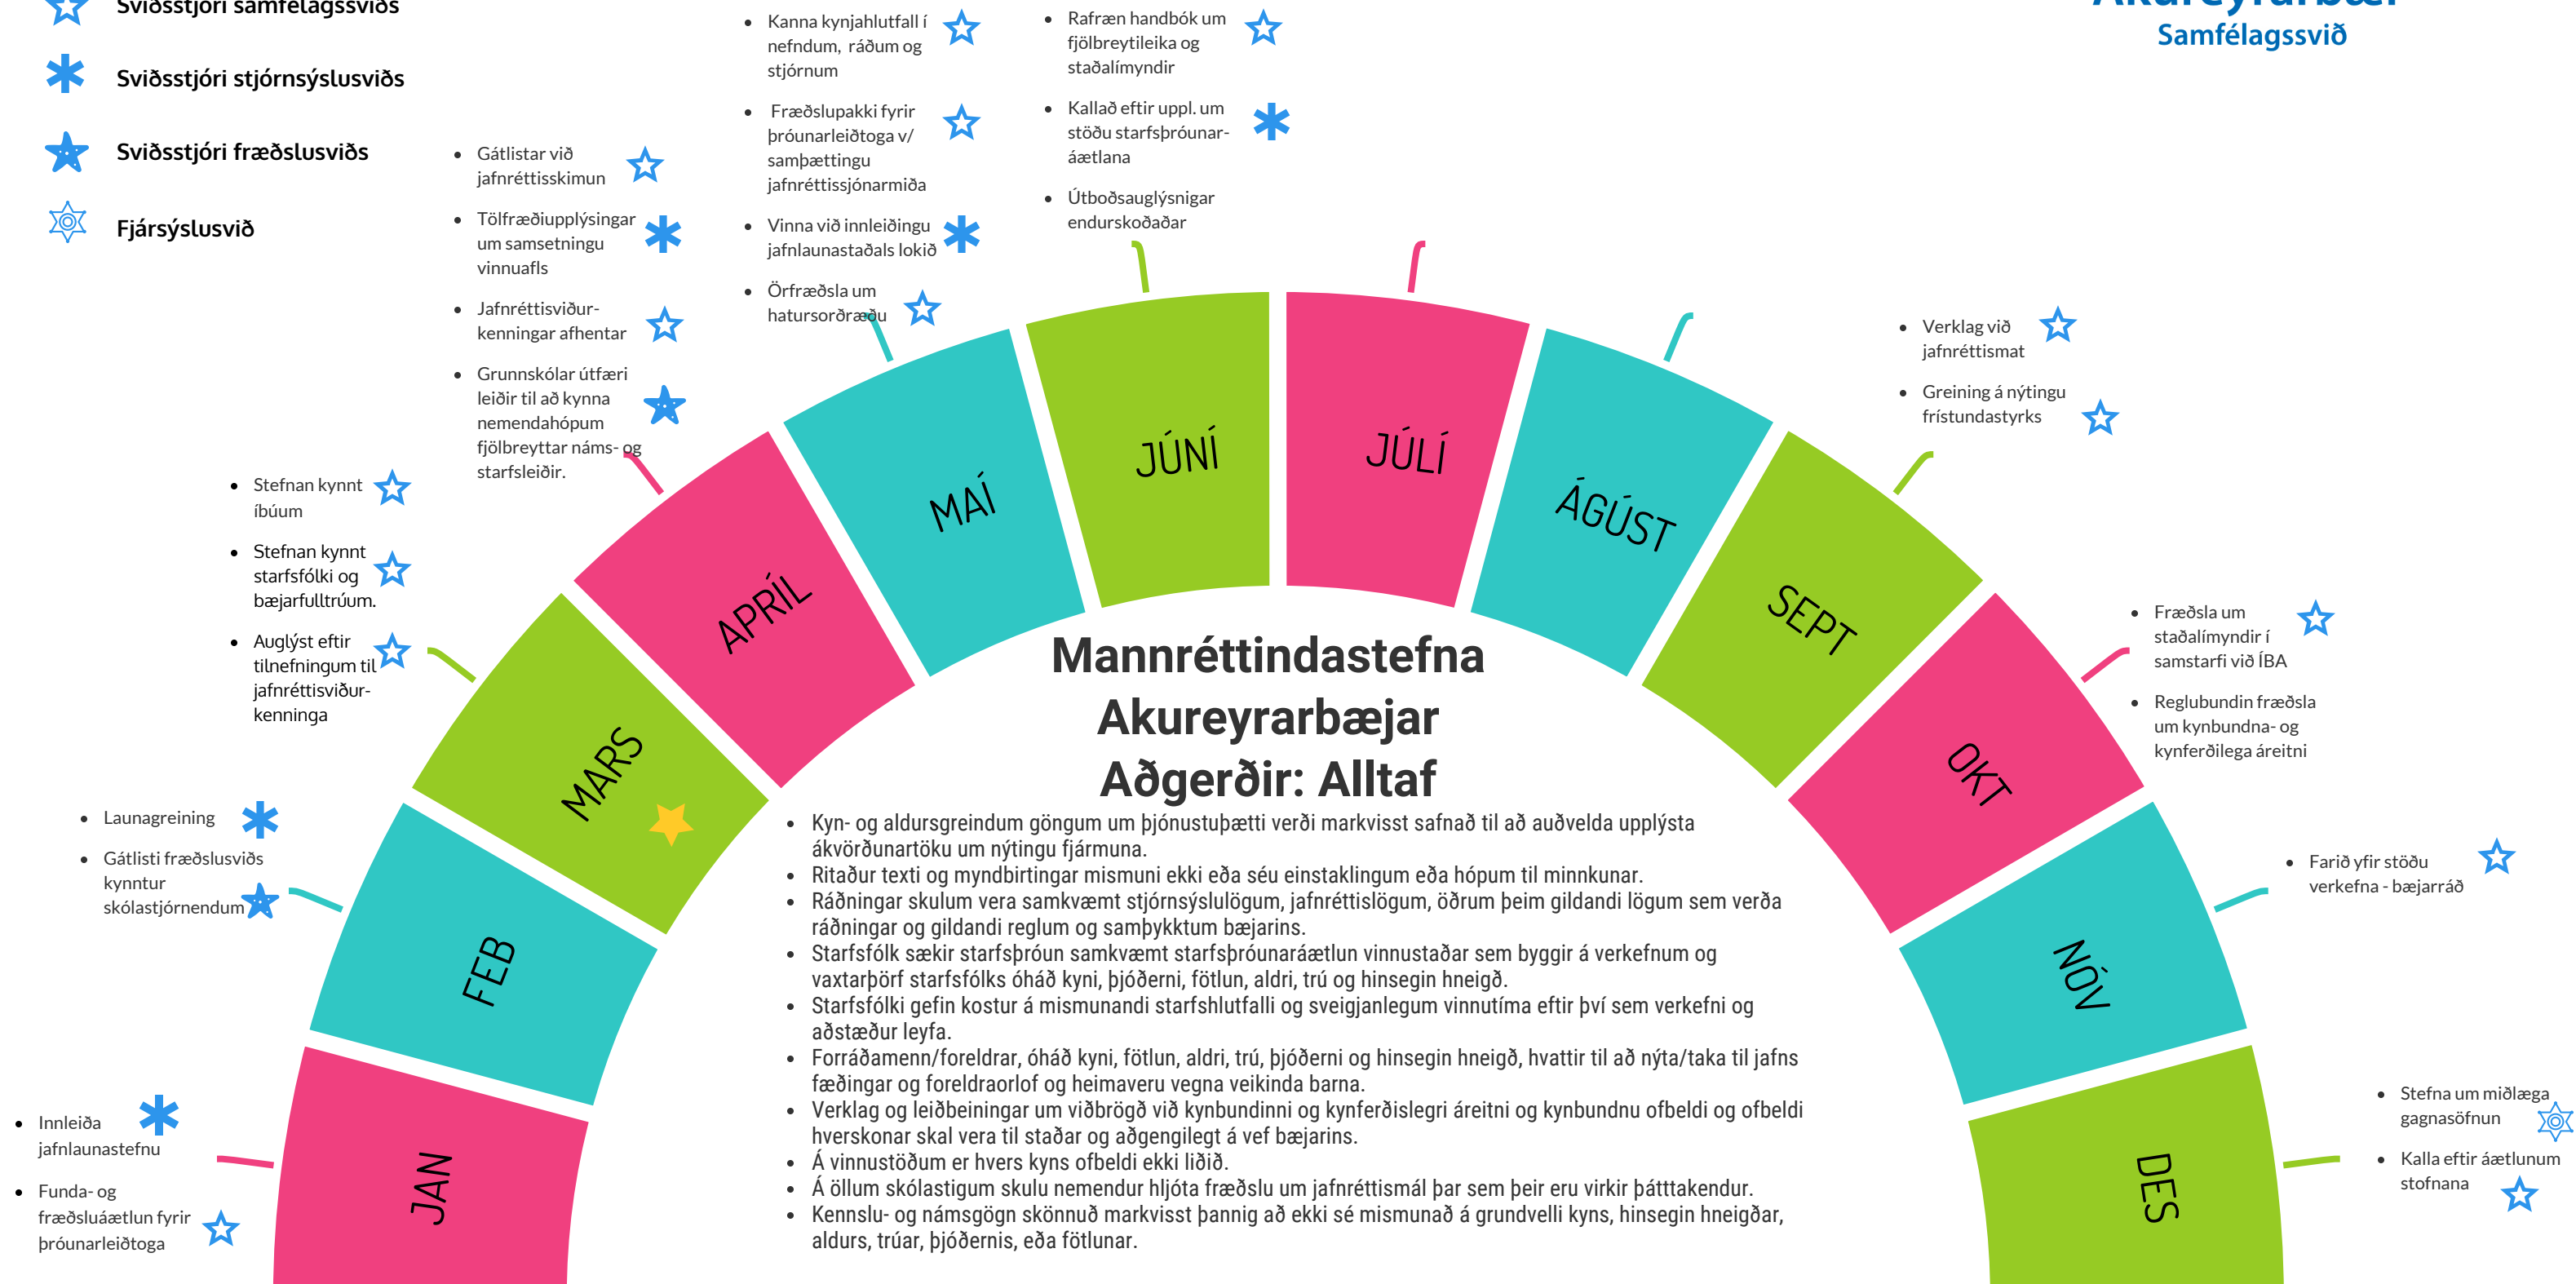 Sviðsstjóri samfélagssviðs
Sviðsstjóri stjórnsýslusviðs
Sviðsstjóri fræðslusviðs
Fjársýslusvið
Akureyrarbær
Samfélagssvið
Innleiða
jafnlaunastefnu
Funda- og
fræðsluáætlun fyrir
þróunarleiðtoga
JAN
Launagreining
Gátlisti fræðslusviðs
kynntur
skólastjórnendum
FEB
Stefnan kynnt
íbúum
Stefnan kynnt
starfsfólki og
bæjarfulltrúum.
Auglýst eftir
tilnefningum til
jafnréttisviður-
kenninga
MARS
Gátlistar við
jafnréttisskimun
Tölfræðiupplýsingar
um samsetningu
vinnuafls
Jafnréttisviður-
kenningar afhentar
Grunnskólar útfæri
leiðir til að kynna
nemendahópum
fjölbreyttar náms- og
starfsleiðir.
APRÍL
Kanna kynjahlutfall í
nefndum, ráðum og
stjórnum
Fræðslupakki fyrir
þróunarleiðtoga v/
samþættingu
jafnréttissjónarmiða
Vinna við innleiðingu
jafnlaunastaðals lokið
Örfræðsla um
hatursorðræðu
MAÍ
Rafræn handbók um
fjölbreytileika og
staðalímyndir
Kallað eftir uppl. um
stöðu starfsþróunar-
áætlana
Útboðsauglýsnigar
endurskoðaðar
JÚNÍ
JÚLÍ
ÁGÚST
Verklag við
jafnréttismat
Greining á nýtingu
frístundastyrks
SEPT
Fræðsla um
staðalímyndir í
samstarfi við ÍBA
Reglubundin fræðsla
um kynbundna- og
kynferðilega áreitni
OKT
Farið yfir stöðu
verkefna - bæjarráð
NÓV
Stefna um miðlæga
gagnasöfnun
Kalla eftir áætlunum
stofnana
DES
Mannréttindastefna
Akureyrarbæjar
Aðgerðir: Alltaf
Kyn- og aldursgreindum göngum um þjónustuþætti verði markvisst safnað til að auðvelda upplýsta
ákvörðunartöku um nýtingu fjármuna.
Ritaður texti og myndbirtingar mismuni ekki eða séu einstaklingum eða hópum til minnkunar.
Ráðningar skulum vera samkvæmt stjórnsýslulögum, jafnréttislögum, öðrum þeim gildandi lögum sem verða
ráðningar og gildandi reglum og samþykktum bæjarins.
Starfsfólk sækir starfsþróun samkvæmt starfsþróunaráætlun vinnustaðar sem byggir á verkefnum og
vaxtarþörf starfsfólks óháð kyni, þjóðerni, fötlun, aldri, trú og hinsegin hneigð.
Starfsfólki gefin kostur á mismunandi starfshlutfalli og sveigjanlegum vinnutíma eftir því sem verkefni og
aðstæður leyfa.
Forráðamenn/foreldrar, óháð kyni, fötlun, aldri, trú, þjóðerni og hinsegin hneigð, hvattir til að nýta/taka til jafns
fæðingar og foreldraorlof og heimaveru vegna veikinda barna.
Verklag og leiðbeiningar um viðbrögð við kynbundinni og kynferðislegri áreitni og kynbundnu ofbeldi og ofbeldi
hverskonar skal vera til staðar og aðgengilegt á vef bæjarins.
Á vinnustöðum er hvers kyns ofbeldi ekki liðið.
Á öllum skólastigum skulu nemendur hljóta fræðslu um jafnréttismál þar sem þeir eru virkir þátttakendur.
Kennslu- og námsgögn skönnuð markvisst þannig að ekki sé mismunað á grundvelli kyns, hinsegin hneigðar,
aldurs, trúar, þjóðernis, eða fötlunar.